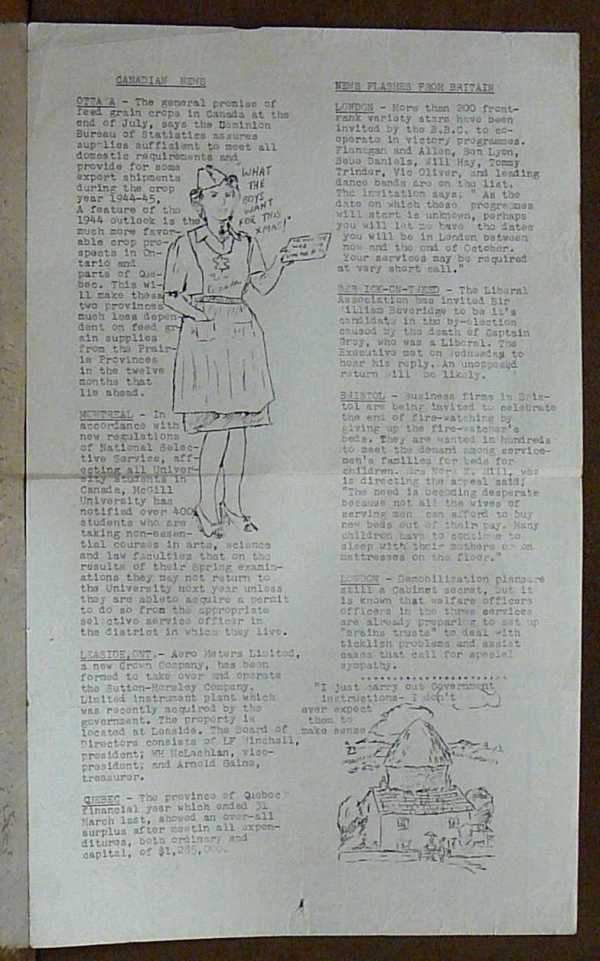 CANADIAN NEWS
OTTAWA - The general promise of
feed grain crops in Canada at the
end of July, says the Dominion
Bureau of Statistics assures
supplies sufficient to meet all
domestic requirements and
provide for some
export shipments
during the crop
year 1944-45.
A feature of the
1944 outlook is the
much more favor-
able crop pro-
spects in On-
tario and
parts of Que-
bec. This wi-
ll make these
two provinces
much less depen-
dent on feed gr-
ain supplies
from the Prair-
ie Provinces
in the twelve
months that
lie ahead.
"WHAT
THE
BOYS
WANT
FOR THIS
XMAS!"
MONTREAL - In
accordance with
new regulations
of National Selec-
tive Service, aff-
ecting all Univer-
sity students in
Canada, McGill
University has
notified over 400
students who are
taking non-essen-
tial courses in arts, science
and law faculties that on the
results of their Spring examin-
ations they may not return to
the University next year unless
they are ableto acquire a permit
to do so from the appropriate
selective service officer in
the district in which they live.
LEASIDE,ONT.- Aero Meters Limited,
a new Crown Company, has been
formed to take over and operate
the Sutton-Horsley Company.
Limited instrument plant which
was recently acquired by the
government. The property is
located at Leaside. The Board of
Directors consists of LF Winchell,
president; WH McLachlan, vice-
president; and Arnold Gains,
treasurer.
QUEBEC - The province of Quebec
financial year which ended 31
March last, showed an over-all
surplus after meetin all expen-
ditures, both ordinary and
capital, of
NEWS FLASHES FROM BRITAIN
LONDON - More than 200 front-
rank variety stars have been
invited by the B.B.C. to co-
operate in victory programmes.
Flanagan and Allen, Ben Lyon,
Bebe Daniels, Will Hay, Tommy
Trinder, Vic Oliver, and leading
dance bands are on the list.
The invitation says: " As the
date on which these programmes
will start is unknown, perhaps
you will let me have the dates
you will be in London between
now and the end of October.
Your services may be required
at very short call."
BERWICK-ON-TWEED - The Liberal
Association has invited Sir
William Beveridge to be it's
candidate in the by-election
caused by the death of Captain
Grey, who was a Liberal. The
Executive met on Wednesday to
hear his reply. An unopposed
return will be likely.
BRISTOL - Business firms in Bris-
tol are being invited to celebrate
the end of fire-watching by
giving up the fire-watcher's
beds. They are wanted in hundreds
to meet the demand among service-
men's families for beds for
children. Mrs Hill, who
is directing the appeal said;
"The need is becoming desperate
because not all the wives of
serving men can afford to buy
new beds out of their pay. Many
children have to continue to
sleep with their mothers or on
mattresses on the floor."
LONDON - Demobilization plans are
still a Cabinet secret, but it
is known that welfare officers
officers in the three services
are already preparing to set up
"brains trusts" to deal with
ticklish problems and assist
cases that call for special
sympathy.
"I just carry out Government
instructions- I don't
ever expect
them to
make sense